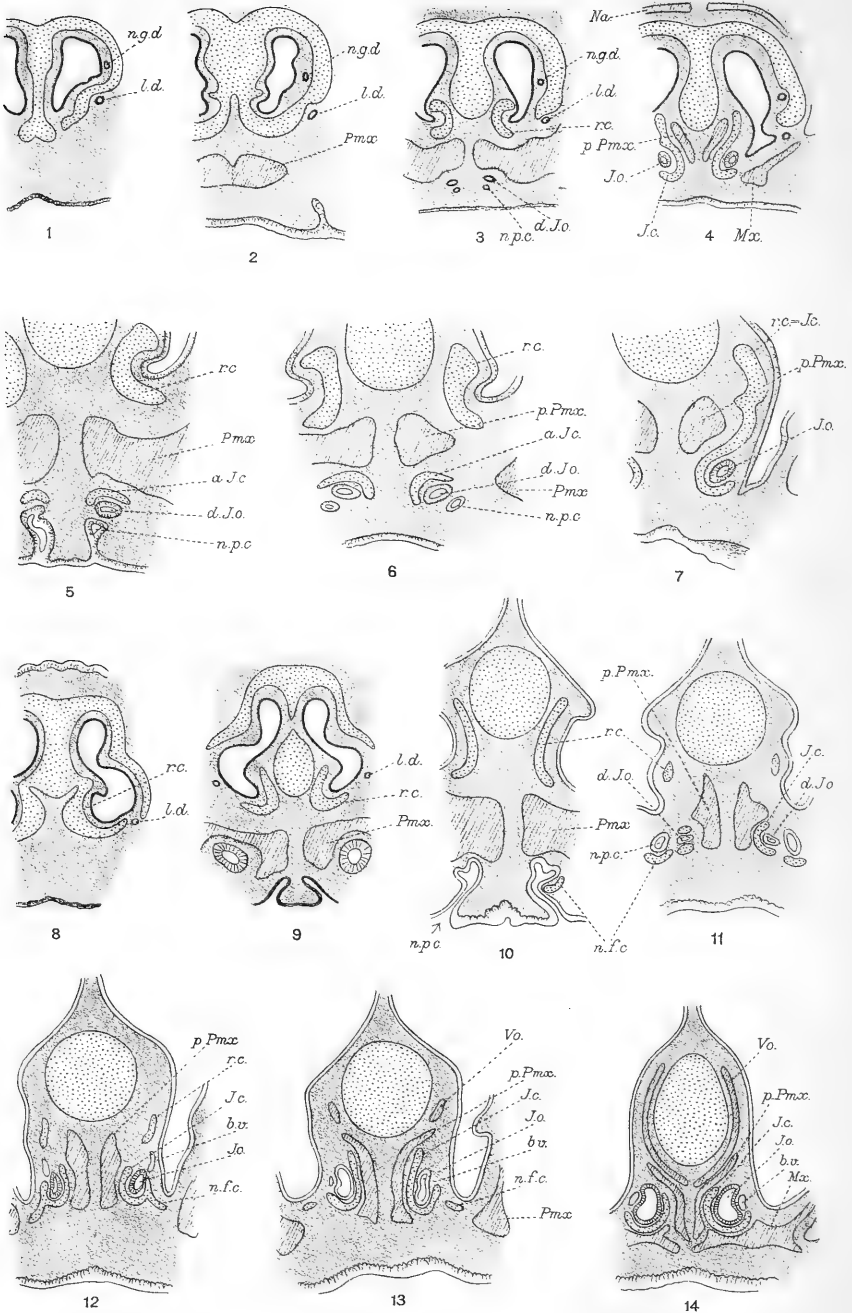 n.g.d
l.d.
1
n.g.d
l.d.
Pmx
2
n.g.d.
l.d.
r.c.
d.J.o.
n.p.c.
3
Na.
p.Pmx.
J.o.
J.c.
Mx.
4
r.c
Pmx
a.J.c
d.J.o.
n.p.c
5
r.c.
p.Pmx.
a.J.c.
d.J.o.
Pmx
n.p.c
6
r.c.=J.c.
p.Pmx.
J.o.
7
r.c.
l.d.
8
l.d.
r.c.
Pmx.
9
r.c.
Pmx
n.p.c.
n.f.c
10
p.Pmx.
r.c.
d.J.o.
n.p.c.
J.c.
d.J.o
11
p.Pmx
r.c.
J.c.
b.v.
J.o.
n.f.c.
12
Vo.
p.Pmx.
J.c.
J.o.
b.v.
n.f.c.
Pmx
13
Vo.
p.Pmx.
J.c.
J.o.
b.v.
Mx.
14